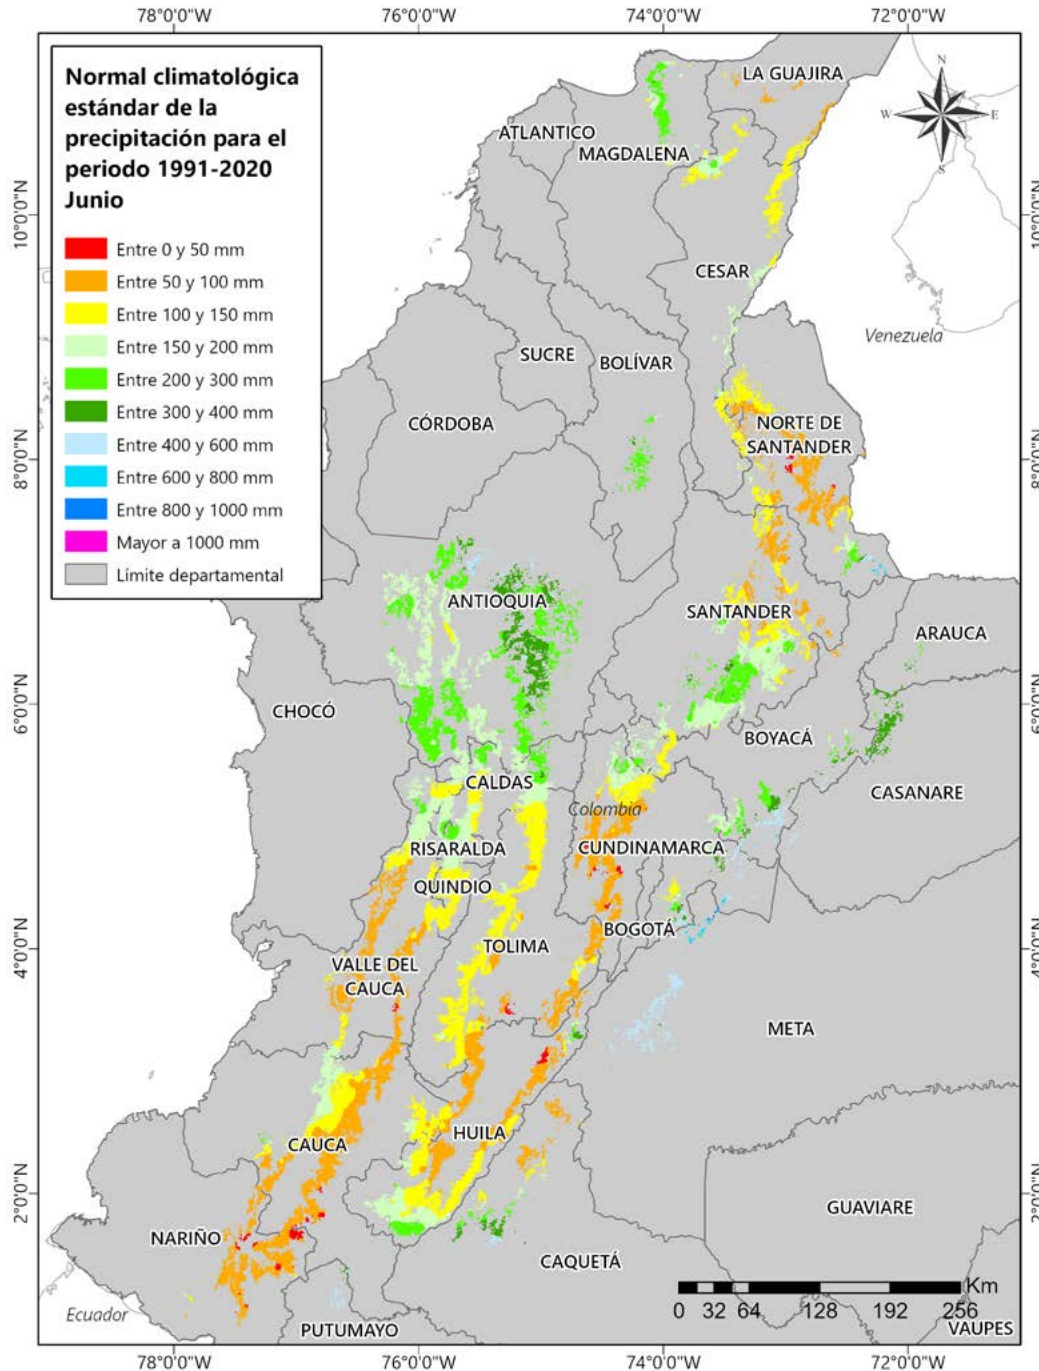 78°0'0"W
76°0'0"W
74°0'0"W
72°0'0"W
Normal climatológica
estándar de la
precipitación para el
periodo 1991-2020
Junio
Entre 0 y 50 mm
Entre 50 y 100 mm
Entre 100 y 150 mm
Entre 150 y 200 mm
Entre 200 y 300 mm
Entre 300 y 400 mm
Entre 400 y 600 mm
Entre 600 y 800 mm
Entre 800 y 1000 mm
Mayor a 1000 mm
Límite departamental
N
W
E
S
LA GUAJIRA
ATLANTICO
MAGDALENA
10°0'0"N
10°0'0"N
CESAR
Venezuela
SUCRE
BOLÍVAR
CÓRDOBA
NORTE DE
SANTANDER
8°0'0"N
8°0'0"N
ANTIOQUIA
SANTANDER
ARAUCA
6°0'0"N
6°0'0"N
CHOCÓ
BOYACÁ
CALDAS
CASANARE
Colombia
RISARALDA
CUNDINAMARCA
QUINDIO
BOGOTÁ
4°0'0"N
4°0'0"N
TOLIMA
VALLE DEL
CAUCA
META
HUILA
CAUCA
2°0'0"N
2°0'0"N
GUAVIARE
NARIÑO
CAQUETÁ
Ecuador
Km
0 32 64 128 192 256
PUTUMAYO
VAUPES
78°0'0"W
76°0'0"W
74°0'0"W
72°0'0"W